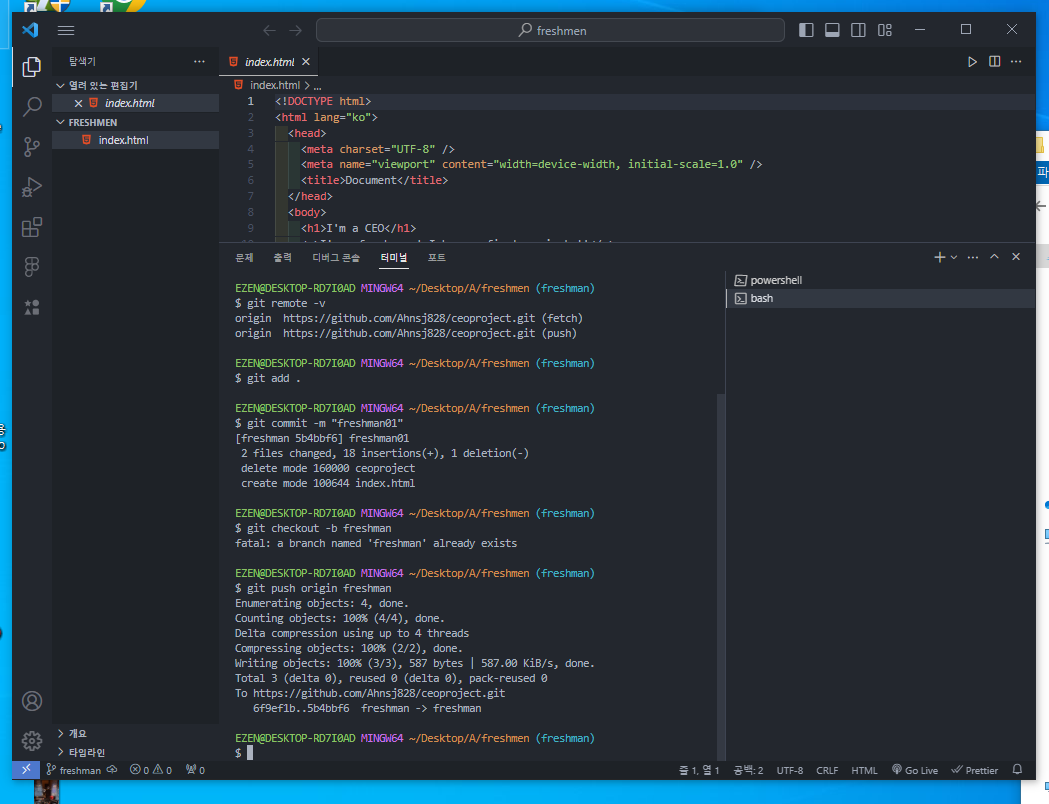 freshmen
탐색기
열려 있는 편집기
index.html
FRESHMEN
index.html
index.html
index.html > ...
1 <!DOCTYPE html>
2 <html lang="ko">
3 <head>
4 <meta charset="UTF-8" />
5 <meta name="viewport" content="width=device-width, initial-scale=1.0" />
6 <title>Document</title>
7 </head>
8 <body>
9 <h1>I'm a CEO</h1>
문제 출력 디버그 콘솔 터미널 포트
powershell
bash
EZEN@DESKTOP-RD7I0AD MINGW64 ~/Desktop/A/freshmen (freshman)
$ git remote -v
origin https://github.com/Ahnsj828/ceoproject.git (fetch)
origin https://github.com/Ahnsj828/ceoproject.git (push)
EZEN@DESKTOP-RD7I0AD MINGW64 ~/Desktop/A/freshmen (freshman)
$ git add .
EZEN@DESKTOP-RD7I0AD MINGW64 ~/Desktop/A/freshmen (freshman)
$ git commit -m "freshman01"
[freshman 5b4bbf6] freshman01
2 files changed, 18 insertions(+), 1 deletion(-)
delete mode 160000 ceoproject
create mode 100644 index.html
EZEN@DESKTOP-RD7I0AD MINGW64 ~/Desktop/A/freshmen (freshman)
$ git checkout -b freshman
fatal: a branch named 'freshman' already exists
EZEN@DESKTOP-RD7I0AD MINGW64 ~/Desktop/A/freshmen (freshman)
$ git push origin freshman
Enumerating objects: 4, done.
Counting objects: 100% (4/4), done.
Delta compression using up to 4 threads
Compressing objects: 100% (2/2), done.
Writing objects: 100% (3/3), 587 bytes | 587.00 KiB/s, done.
Total 3 (delta 0), reused 0 (delta 0), pack-reused 0
To https://github.com/Ahnsj828/ceoproject.git
6f9ef1b..5b4bbf6 freshman -> freshman
EZEN@DESKTOP-RD7I0AD MINGW64 ~/Desktop/A/freshmen (freshman)
$
개요
타임라인
freshman 0 0 0 줄 1, 열 1 공백: 2 UTF-8 CRLF HTML Go Live Prettier